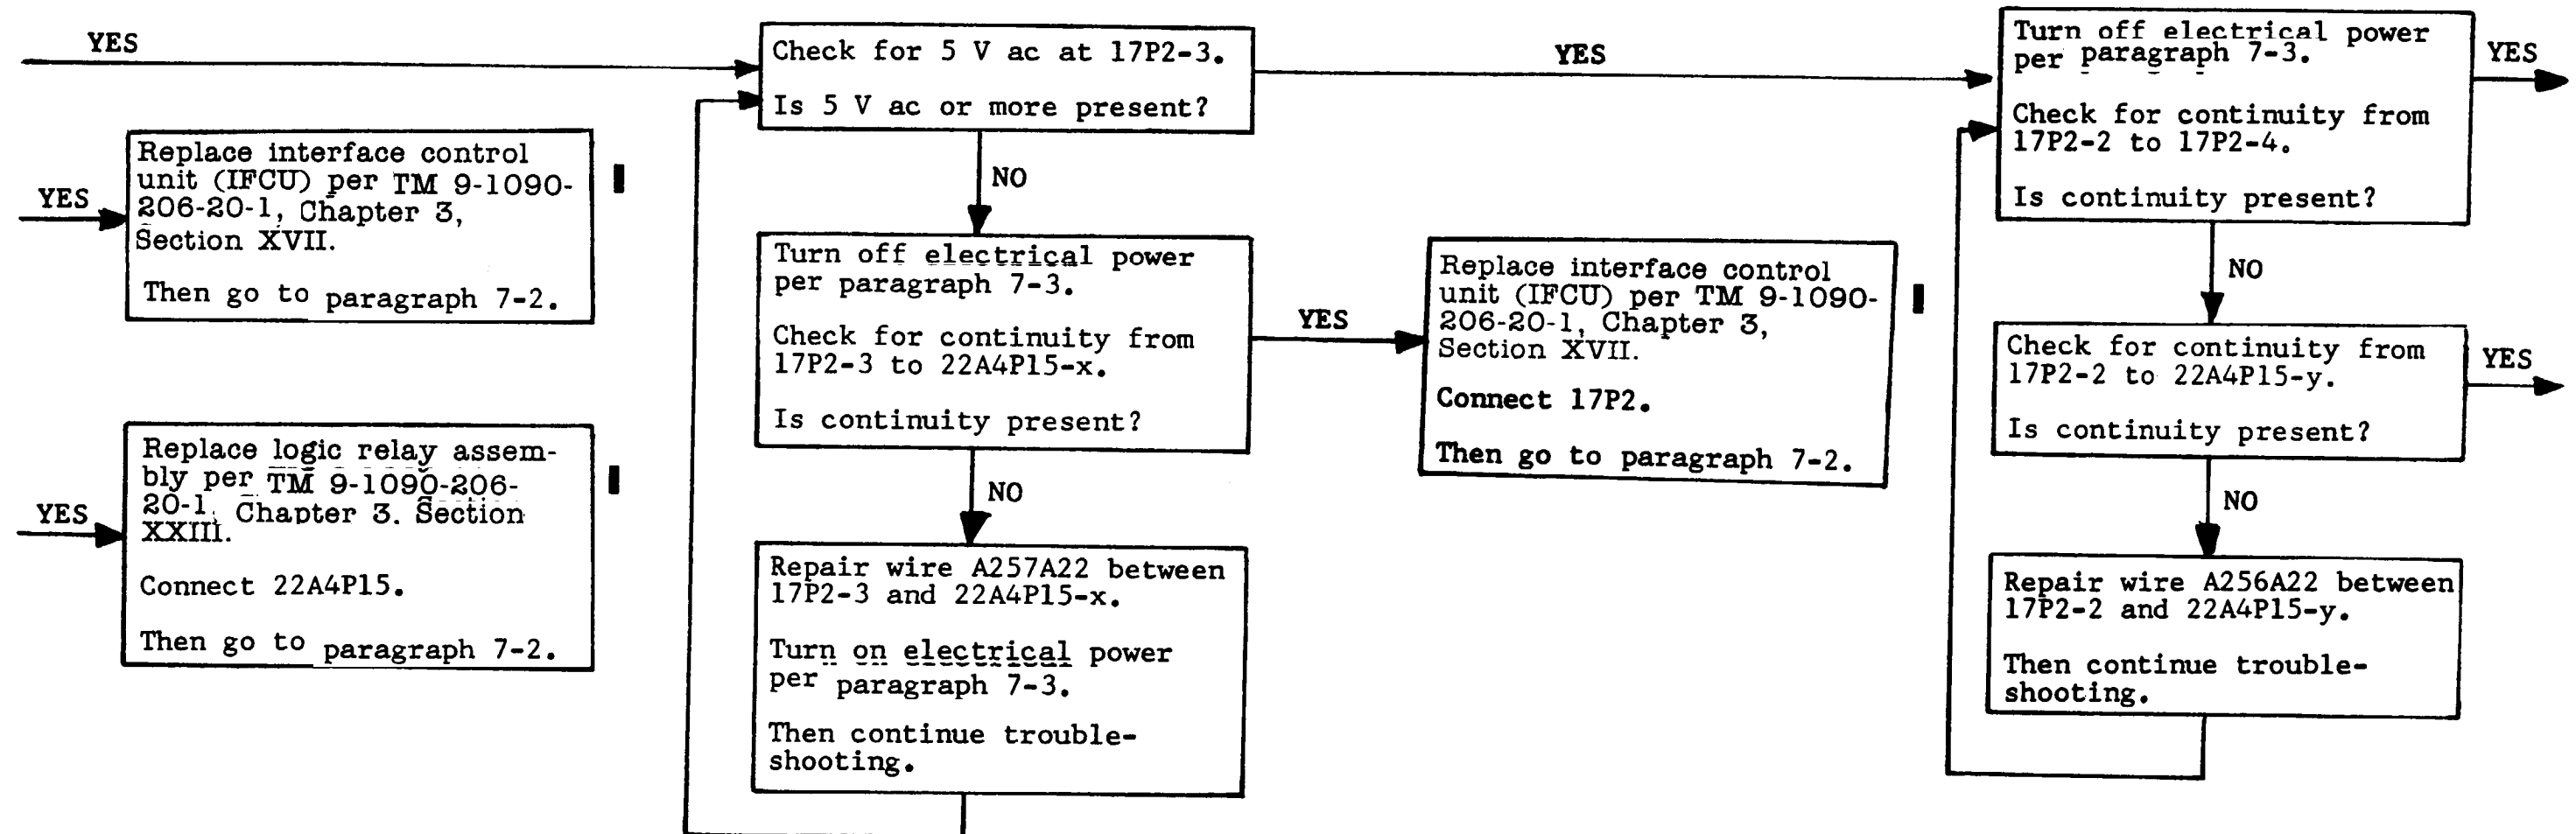 YES
Check for 5 V ac at 17P2-3.
Is 5 V ac or more present?
YES
Turn off electrical power
per paragraph 7-3.
Check for continuity from
17P2-2 to 17P2-4.
Is continuity present?
YES
YES
Replace interface control
unit (IFCU) per TM 9-1090-
206-20-1, Chapter 3,
Section XVII.
Then go to paragraph 7-2.
NO
Turn off electrical power
per paragraph 7-3.
Check for continuity from
17P2-3 to 22A4P15-x.
Is continuity present?
YES
Replace interface control
unit (IFCU) per TM 9-1090-
206-20-1, Chapter 3,
Section XVII.
Connect 17P2.
Then go to paragraph 7-2.
NO
Check for continuity from
17P2-2 to 22A4P15-y.
Is continuity present?
YES
YES
Replace logic relay assem-
bly per TM 9-1090-206-
20-1, Chapter 3. Section
XXIII.
Connect 22A4P15.
Then go to paragraph 7-2.
NO
Repair wire A257A22 between
17P2-3 and 22A4P15-x.
Turn on electrical power
per paragraph 7-3.
Then continue trouble-
shooting.
NO
Repair wire A256A22 between
17P2-2 and 22A4P15-y.
Then continue trouble-
shooting.